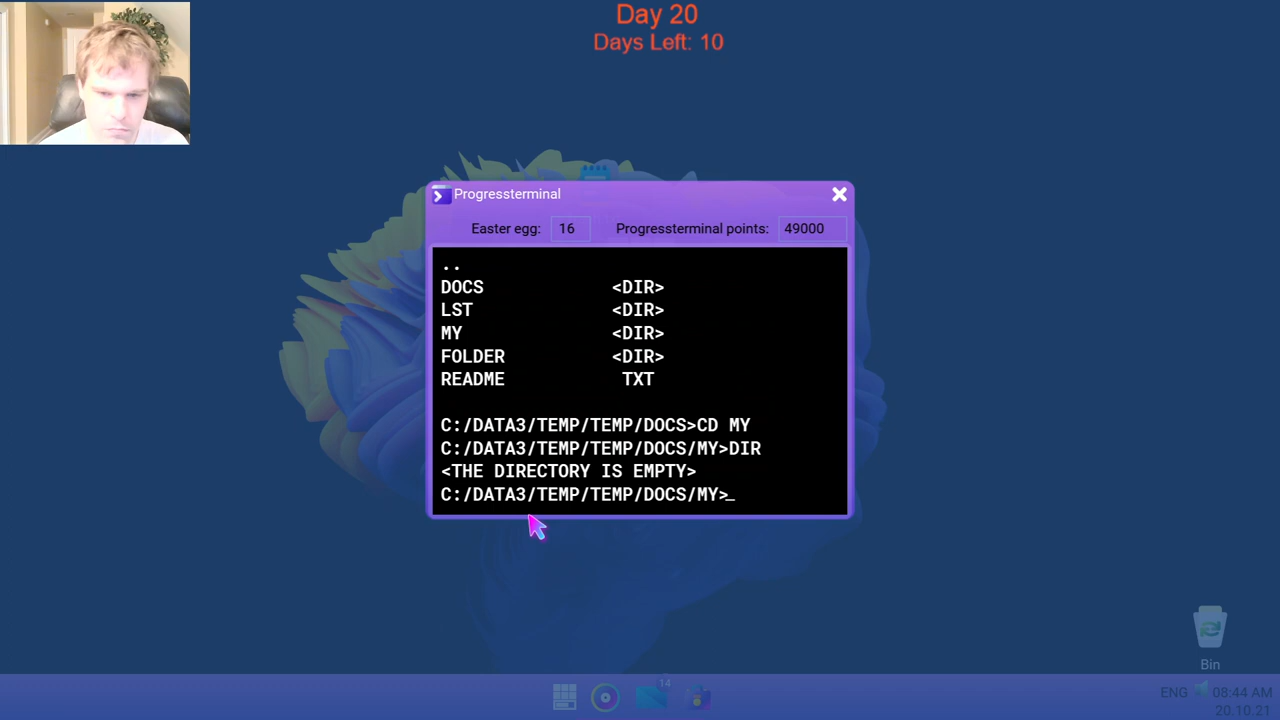 Day 20
Days Left: 10
Progressterminal
Easter egg: 16 Progressterminal points: 49000
..
DOCS <DIR>
LST <DIR>
MY <DIR>
FOLDER <DIR>
README TXT
C:/DATA3/TEMP/TEMP/DOCS>CD MY
C:/DATA3/TEMP/TEMP/DOCS/MY>DIR
<THE DIRECTORY IS EMPTY>
C:/DATA3/TEMP/TEMP/DOCS/MY>_
Bin
14
ENG 08:44 AM
20.10.21